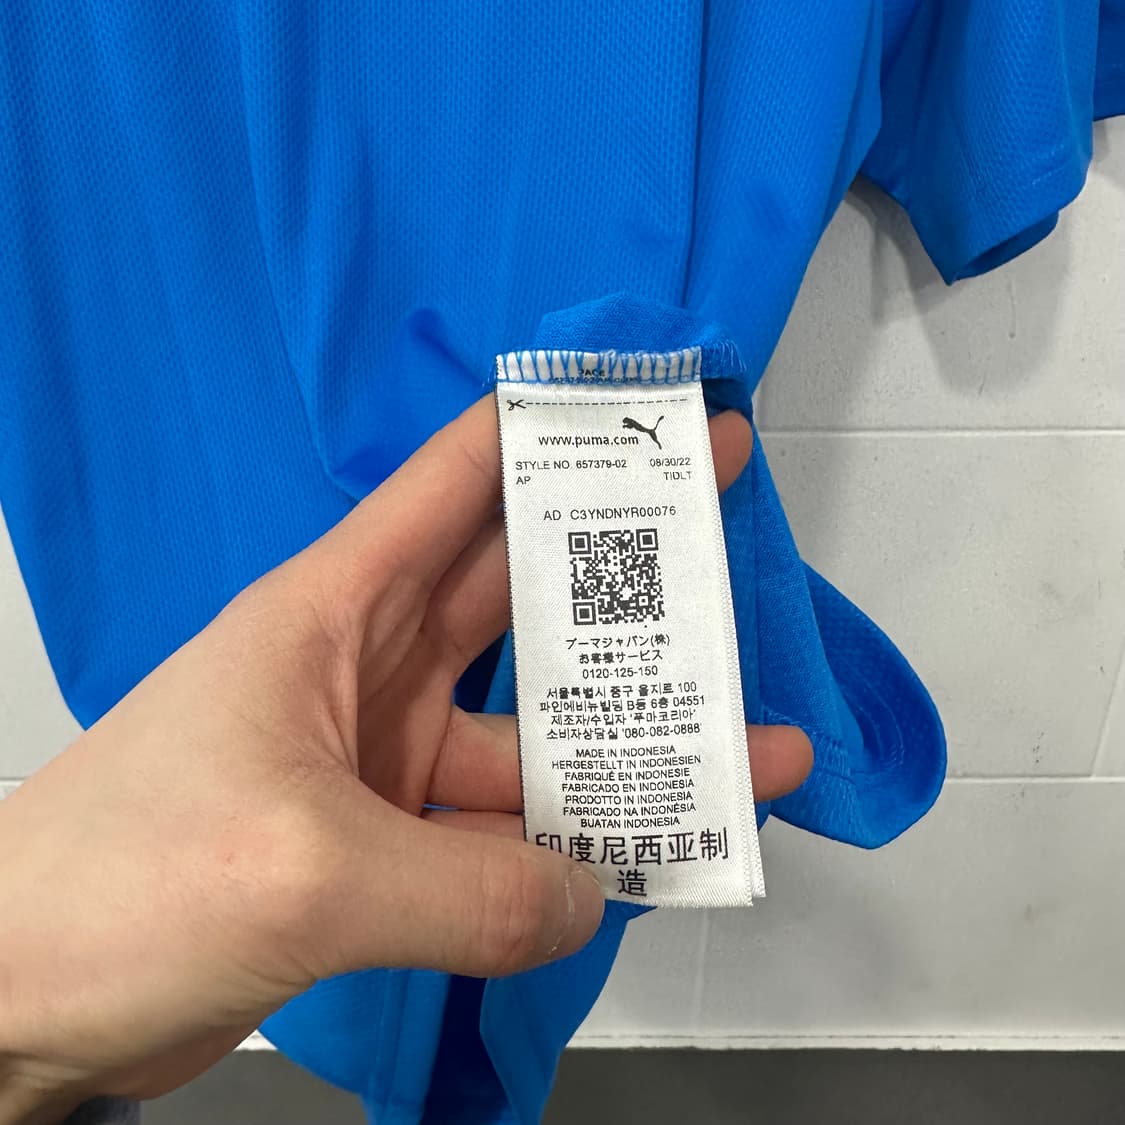 www.puma.com
STYLE NO. 657379-02 08/30/22
AP TIDLT
AD C3YNDNYR00076
プーマジャパン(株)
お客様サービス
0120-125-150
서울특별시 중구 을지로 100
파인에비뉴빌딩 B동 6층 04551
제조자/수입자 '푸마코리아'
소비자상담실 '080-082-0888'
MADE IN INDONESIA
HERGESTELLT IN INDONESIEN
FABRIQUÉ EN INDONESIE
FABRICADO EN INDONESIA
PRODOTTO IN INDONESIA
FABRICADO NA INDONÉSIA
BUATAN INDONESIA
印度尼西亚制
造